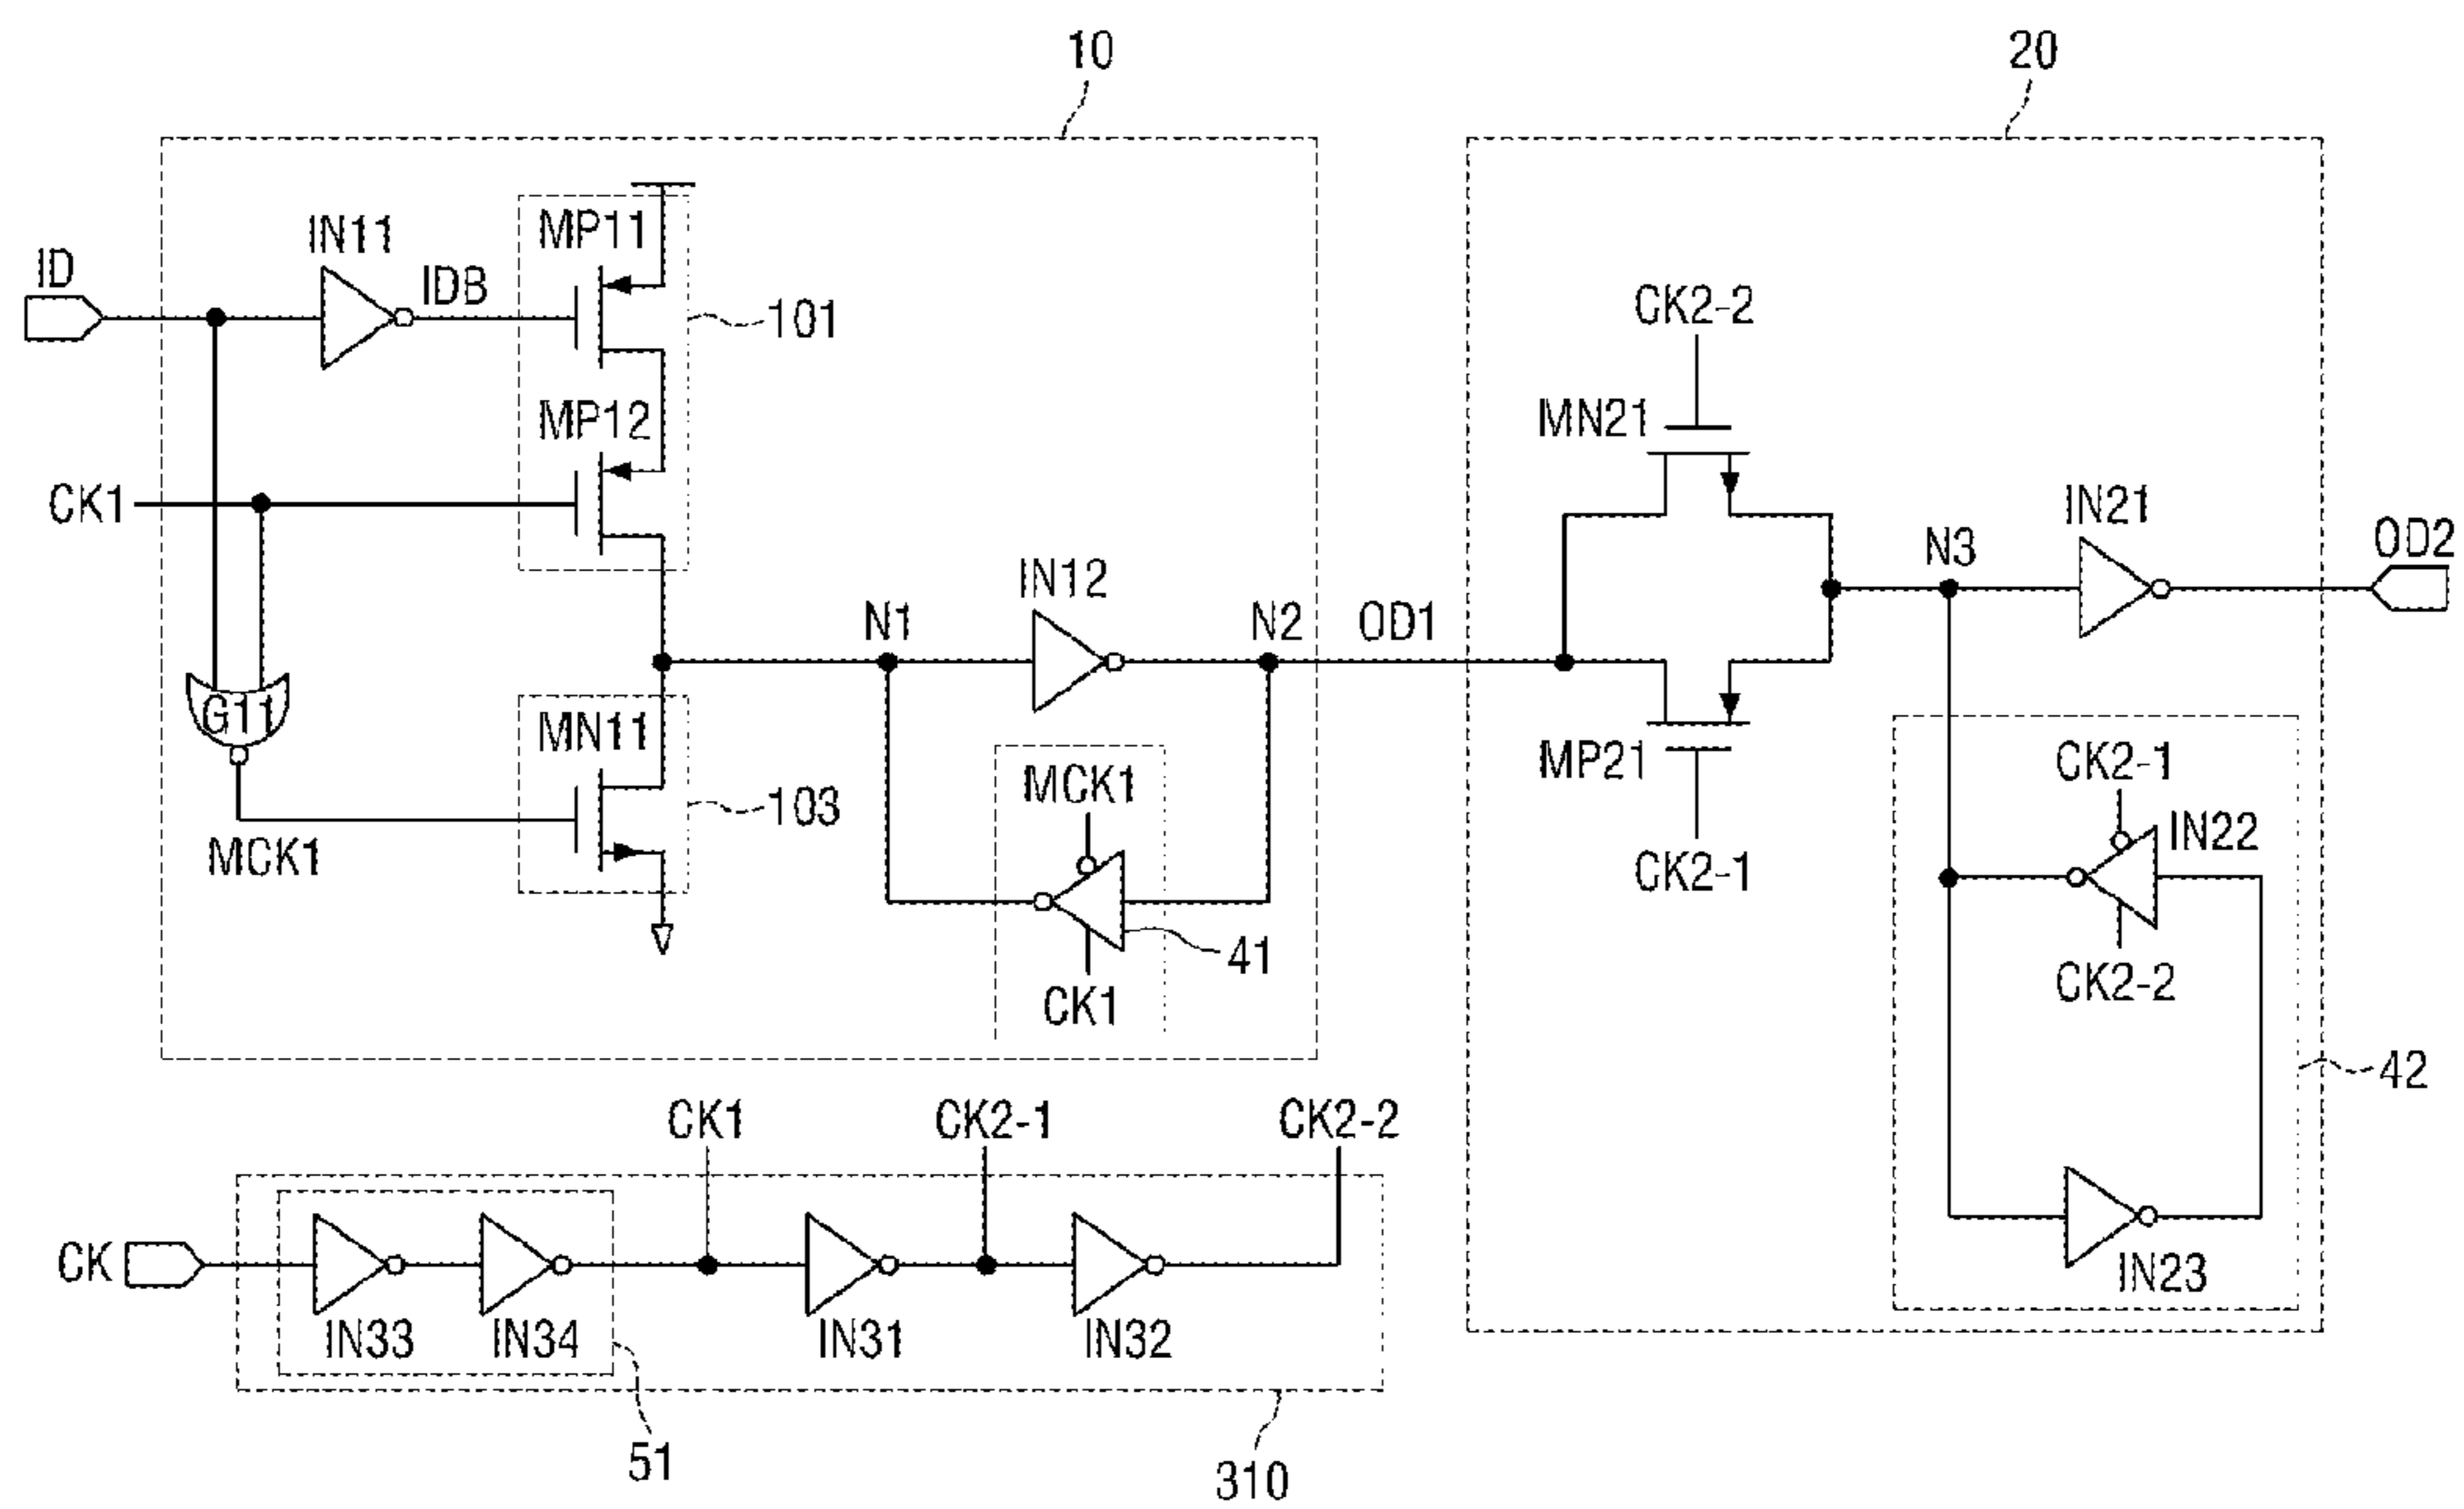 10
20
ID
IN11
IDB
MP11
101
MP12
CK1
G11
MCK1
MN11
103
N1
IN12
N2
OD1
MCK1
41
CK1
CK2-2
MN21
MP21
CK2-1
N3
IN21
OD2
CK2-1
IN22
CK2-2
42
IN23
CK1
CK2-1
CK2-2
CK
IN33
IN34
IN31
IN32
51
310